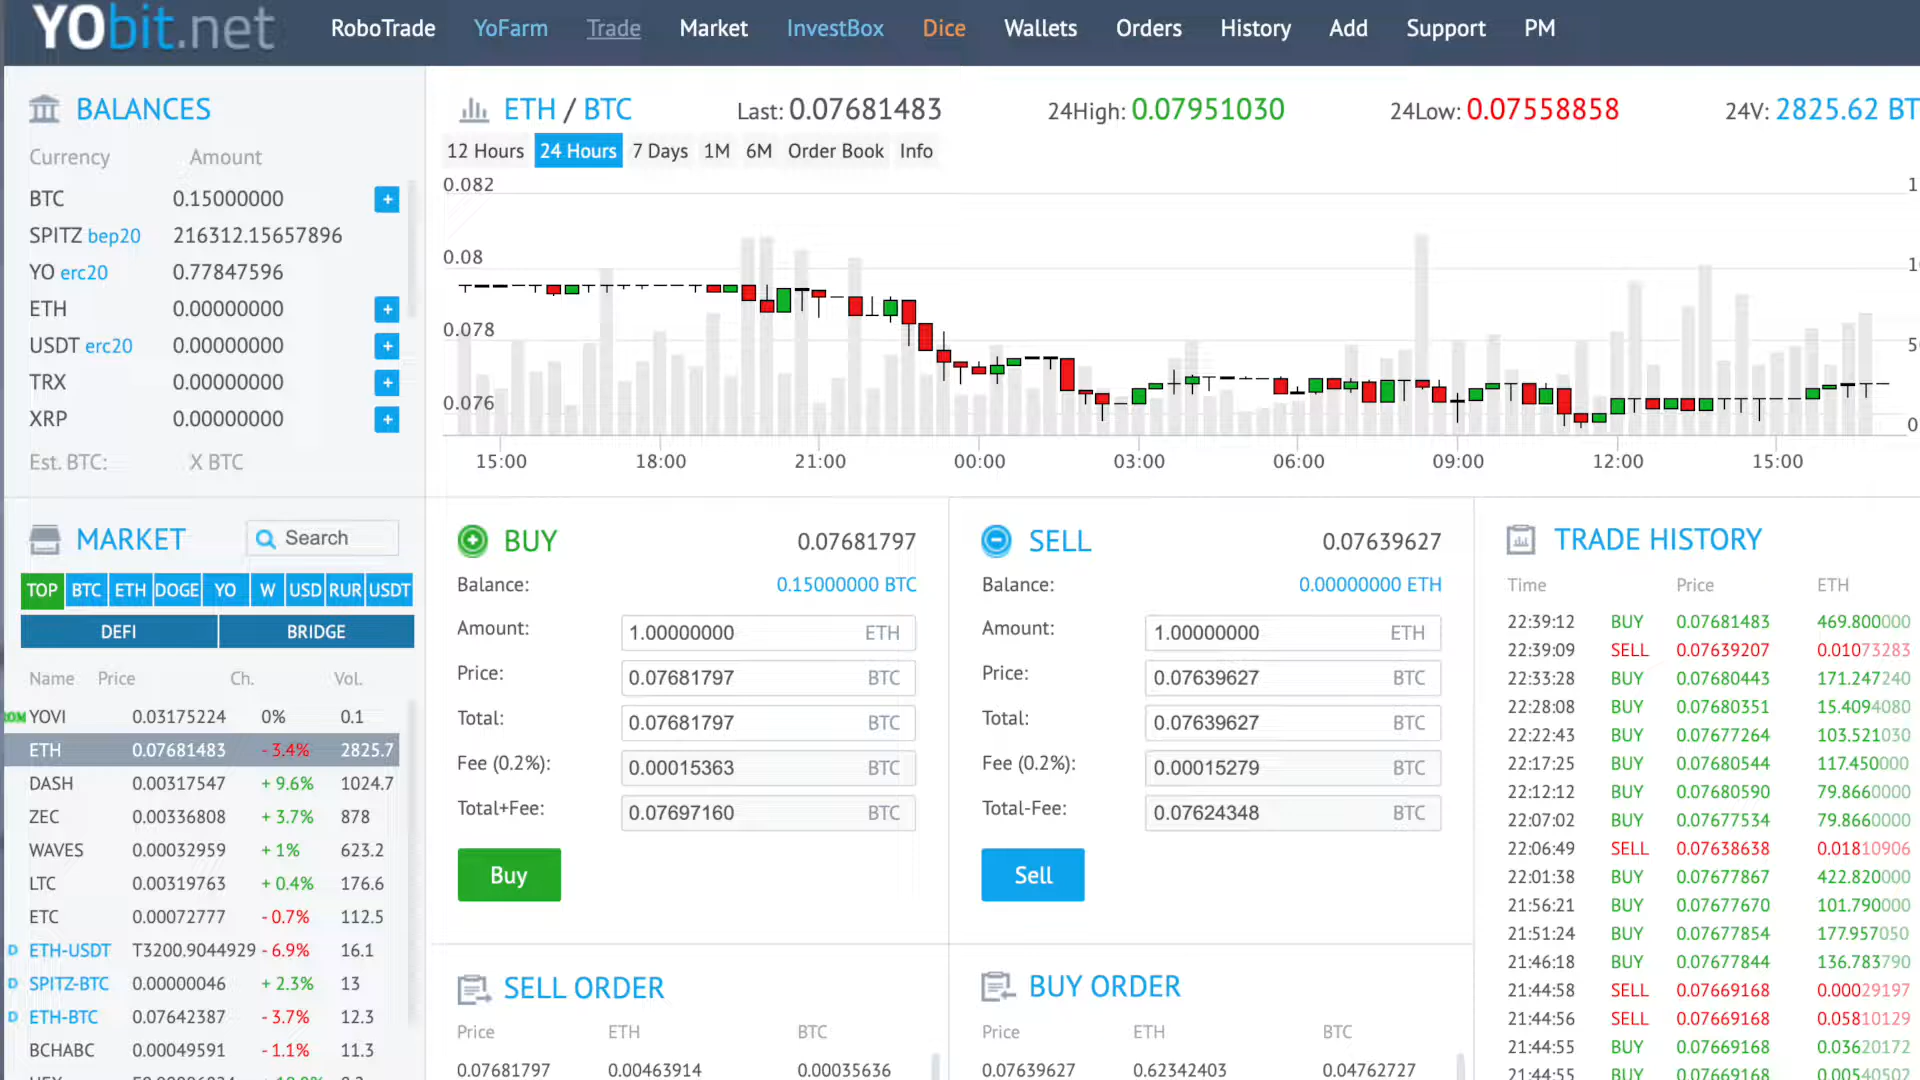 YObit.net RoboTrade YoFarm Trade Market InvestBox Dice Wallets Orders History Add Support PM
BALANCES
Currency Amount
BTC 0.15000000 +
SPITZ bep20 216312.15657896
YO erc20 0.77847596
ETH 0.00000000 +
USDT erc20 0.00000000 +
TRX 0.00000000 +
XRP 0.00000000 +
Est. BTC: X BTC
ETH / BTC Last: 0.07681483 24High: 0.07951030 24Low: 0.07558858 24V: 2825.62 BT
12 Hours 24 Hours 7 Days 1M 6M Order Book Info
0.082
0.08
0.078
0.076
15:00 18:00 21:00 00:00 03:00 06:00 09:00 12:00 15:00
MARKET Search
TOP BTC ETH DOGE YO W USD RUR USDT
DEFI BRIDGE
Name Price Ch. Vol.
YOVI 0.03175224 0% 0.1
ETH 0.07681483 - 3.4% 2825.7
DASH 0.00317547 + 9.6% 1024.7
ZEC 0.00336808 + 3.7% 878
WAVES 0.00032959 + 1% 623.2
LTC 0.00319763 + 0.4% 176.6
ETC 0.00072777 - 0.7% 112.5
D ETH-USDT T3200.9044929 - 6.9% 16.1
D SPITZ-BTC 0.00000046 + 2.3% 13
D ETH-BTC 0.07642387 - 3.7% 12.3
BCHABC 0.00049591 - 1.1% 11.3
BUY 0.07681797
Balance: 0.15000000 BTC
Amount: 1.00000000 ETH
Price: 0.07681797 BTC
Total: 0.07681797 BTC
Fee (0.2%): 0.00015363 BTC
Total+Fee: 0.07697160 BTC
Buy
SELL 0.07639627
Balance: 0.00000000 ETH
Amount: 1.00000000 ETH
Price: 0.07639627 BTC
Total: 0.07639627 BTC
Fee (0.2%): 0.00015279 BTC
Total-Fee: 0.07624348 BTC
Sell
SELL ORDER
Price ETH BTC
0.07681797 0.00463914 0.00035636
BUY ORDER
Price ETH BTC
0.07639627 0.62342403 0.04762727
TRADE HISTORY
Time Price ETH
22:39:12 BUY 0.07681483 469.800000
22:39:09 SELL 0.07639207 0.01073283
22:33:28 BUY 0.07680443 171.247240
22:28:08 BUY 0.07680351 15.4094080
22:22:43 BUY 0.07677264 103.521030
22:17:25 BUY 0.07680544 117.450000
22:12:12 BUY 0.07680590 79.8660000
22:07:02 BUY 0.07677534 79.8660000
22:06:49 SELL 0.07638638 0.01810906
22:01:38 BUY 0.07677867 422.820000
21:56:21 BUY 0.07677670 101.790000
21:51:24 BUY 0.07677854 177.957050
21:46:18 BUY 0.07677844 136.783790
21:44:58 SELL 0.07669168 0.00029197
21:44:56 SELL 0.07669168 0.05810129
21:44:55 BUY 0.07669168 0.03620172
21:44:55 BUY 0.07669168 0.00540502